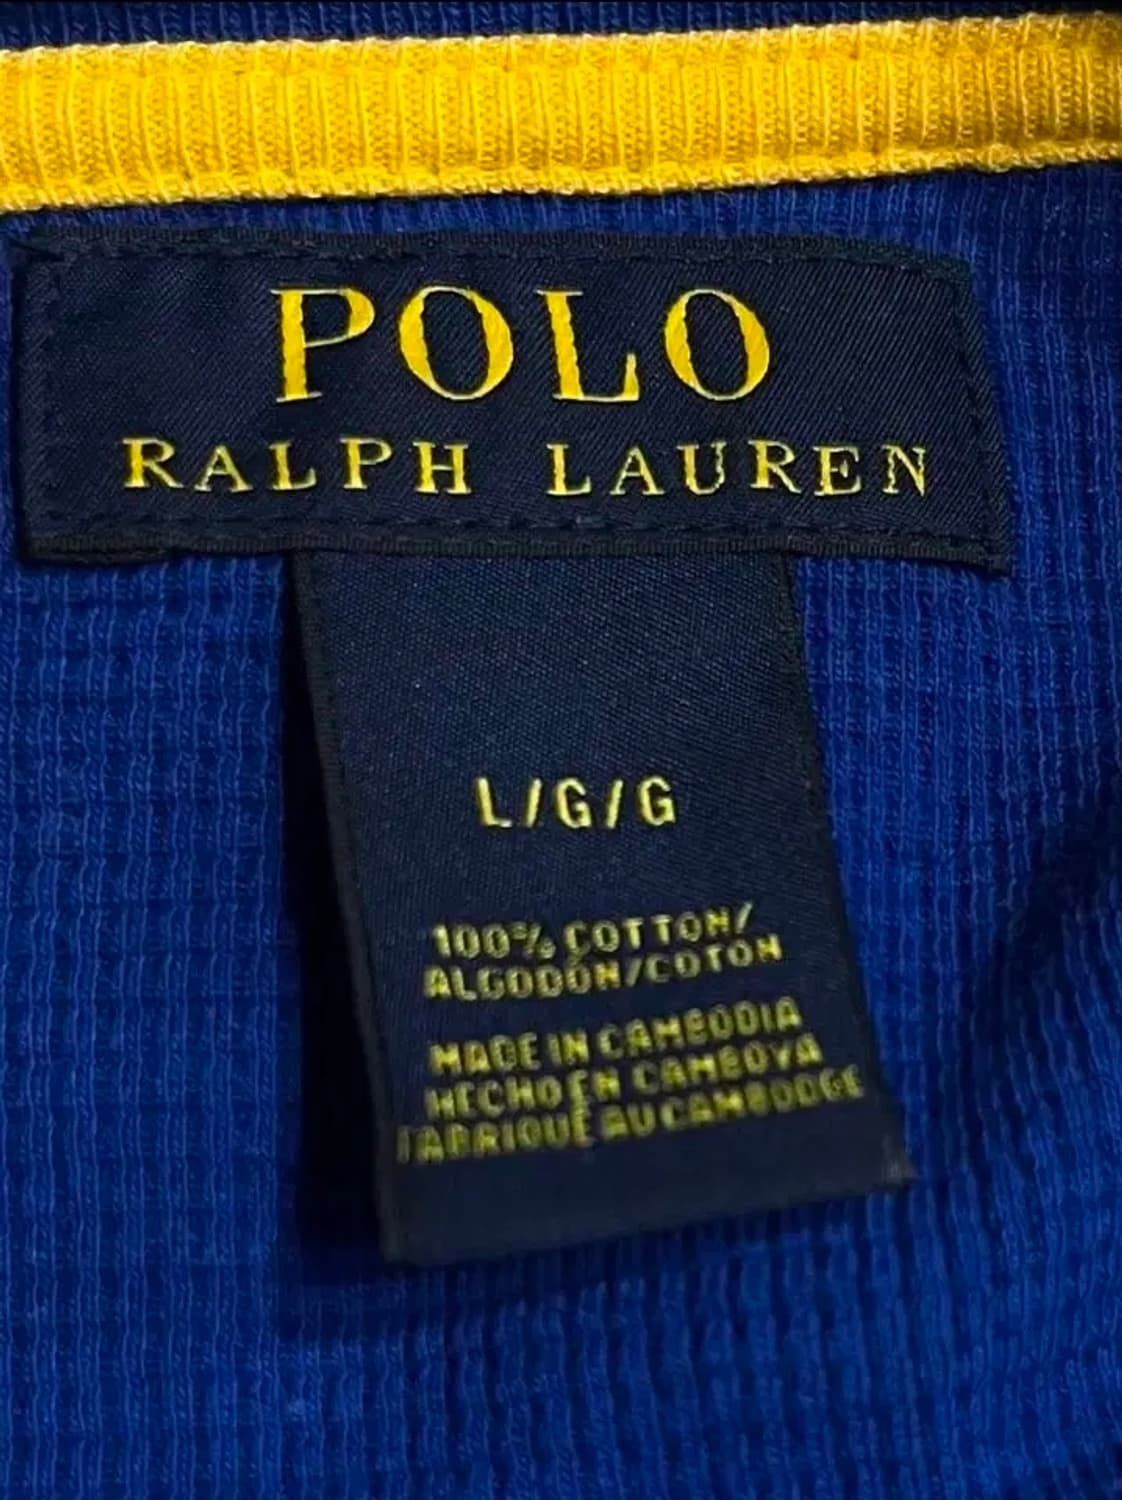 POLO
RALPH LAUREN
L/G/G
100% COTTON/
ALGODÓN/COTON
MADE IN CAMBODIA
HECHO EN CAMBOYA
FABRIQUÉ AU CAMBODGE